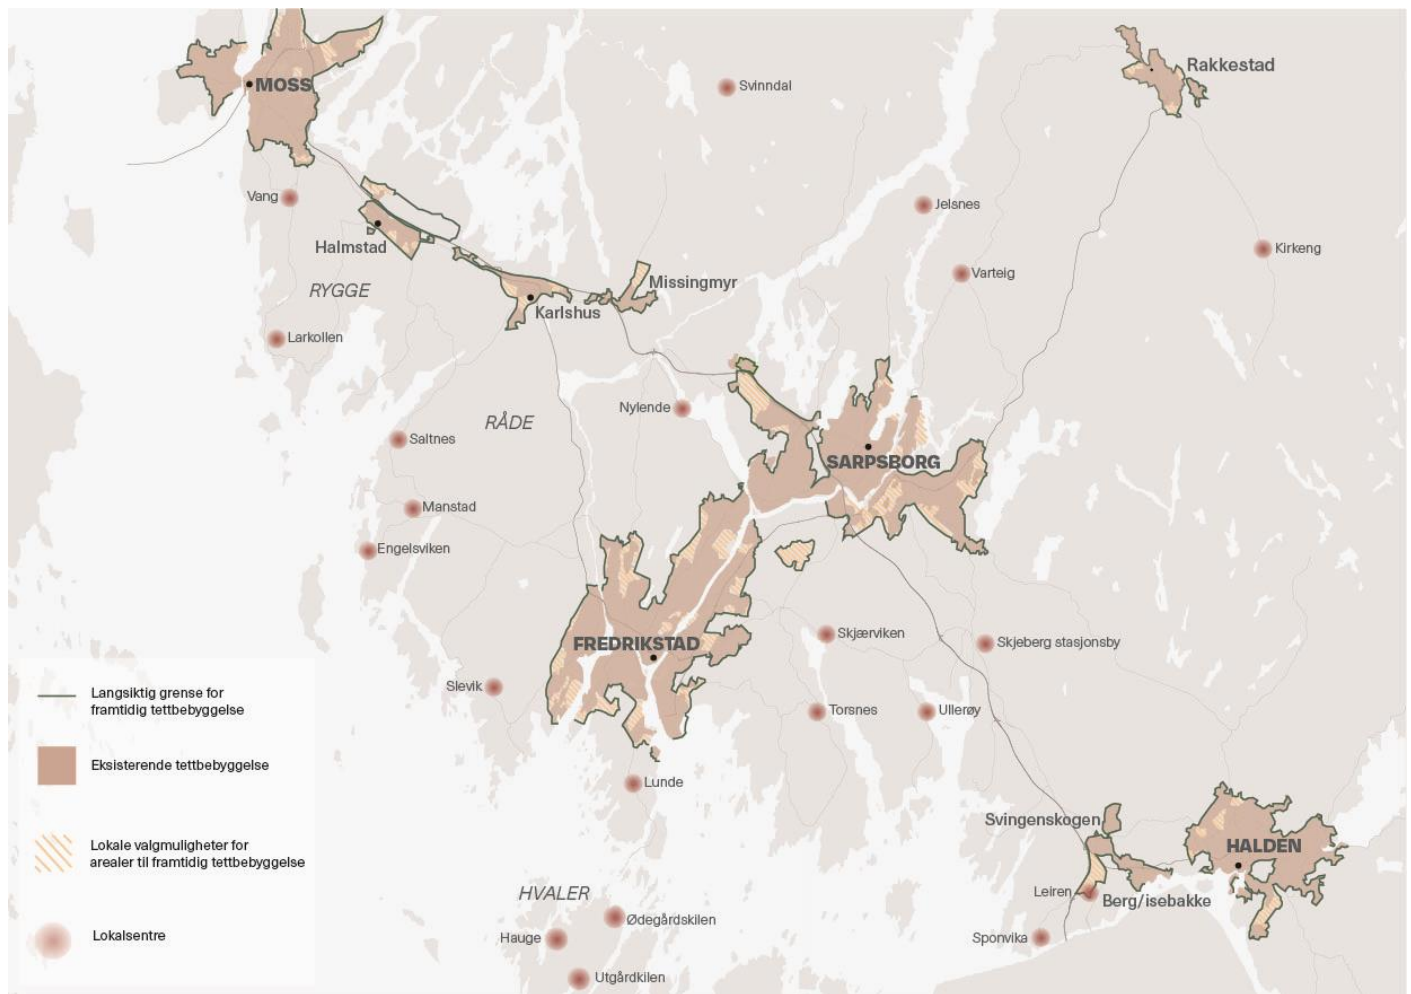 MOSS
Svinndal
Rakkestad
Vang
Jelsnes
Halmstad
Kirkeng
RYGGE
Varteig
Missingmyr
Karlshus
Larkollen
Nylende
RÅDE
Saltnes
SARPSBORG
Manstad
Engelsviken
FREDRIKSTAD
Skjærviken
Skjeberg stasjonsby
Slevik
Torsnes
Ullerøy
Lunde
Svingenskogen
HALDEN
Leiren
Berg/isebakke
HVALER
Ødegårdskilen
Hauge
Sponvika
Utgårdkilen
Langsiktig grense for
framtidig tettbebyggelse
Eksisterende tettbebyggelse
Lokale valgmuligheter for
arealer til framtidig tettbebyggelse
Lokalsentre